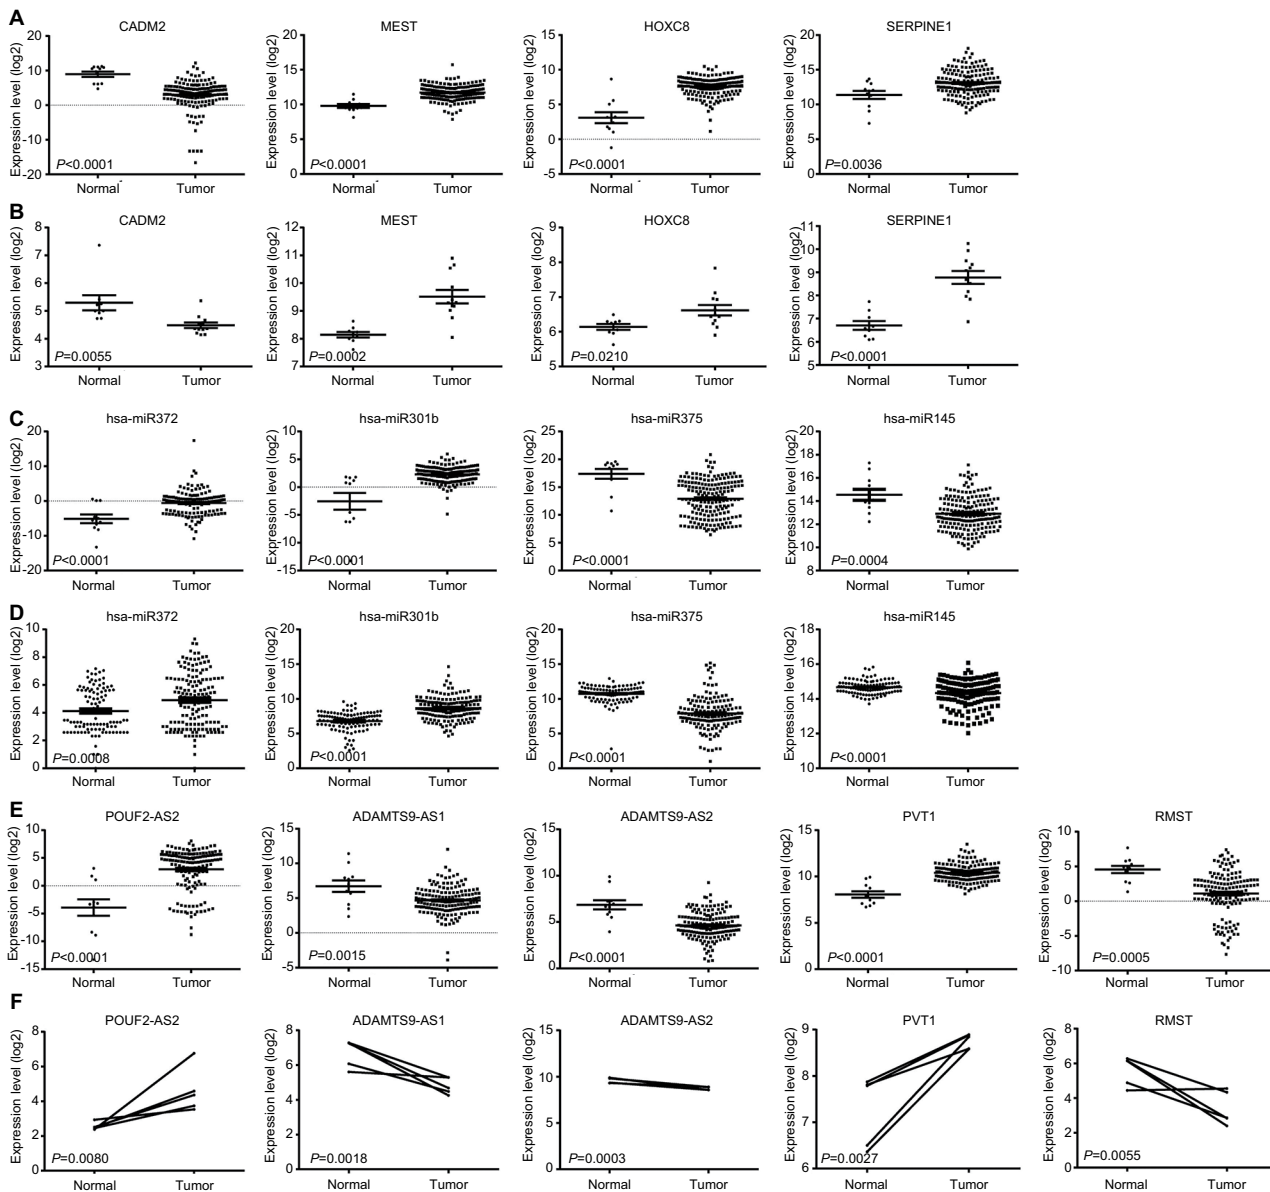 A
CADM2 MEST HOXC8 SERPINE1
Expression level (log2) Expression level (log2) Expression level (log2) Expression level (log2)
20 10 0 -10 -20
20 15 10 5 0
15 10 5 0 -5
20 15 10 5 0
P<0.0001 P<0.0001 P<0.0001 P=0.0036
Normal Tumor Normal Tumor Normal Tumor Normal Tumor
B
CADM2 MEST HOXC8 SERPINE1
Expression level (log2) Expression level (log2) Expression level (log2) Expression level (log2)
8 7 6 5 4 3
12 11 10 9 8 7
9 8 7 6 5
11 10 9 8 7 6 5
P=0.0055 P=0.0002 P=0.0210 P<0.0001
Normal Tumor Normal Tumor Normal Tumor Normal Tumor
C
hsa-miR372 hsa-miR301b hsa-miR375 hsa-miR145
Expression level (log2) Expression level (log2) Expression level (log2) Expression level (log2)
20 10 0 -10 -20
10 5 0 -5 -10 -15
25 20 15 10 5 0
20 18 16 14 12 10 8
P<0.0001 P<0.0001 P<0.0001 P=0.0004
Normal Tumor Normal Tumor Normal Tumor Normal Tumor
D
hsa-miR372 hsa-miR301b hsa-miR375 hsa-miR145
Expression level (log2) Expression level (log2) Expression level (log2) Expression level (log2)
10 8 6 4 2 0
20 15 10 5 0
20 15 10 5 0
18 16 14 12 10
P=0.0008 P<0.0001 P<0.0001 P<0.0001
Normal Tumor Normal Tumor Normal Tumor Normal Tumor
E
POUF2-AS2 ADAMTS9-AS1 ADAMTS9-AS2 PVT1 RMST
Expression level (log2) Expression level (log2) Expression level (log2) Expression level (log2) Expression level (log2)
10 5 0 -5 -10 -15
15 10 5 0 -5
15 10 5 0
15 10 5 0
10 5 0 -5 -10
P<0.0001 P=0.0015 P<0.0001 P<0.0001 P=0.0005
Normal Tumor Normal Tumor Normal Tumor Normal Tumor Normal Tumor
F
POUF2-AS2 ADAMTS9-AS1 ADAMTS9-AS2 PVT1 RMST
Expression level (log2) Expression level (log2) Expression level (log2) Expression level (log2) Expression level (log2)
8 6 4 2 0
8 6 4 2 0
15 10 5 0
9 8 7 6
8 6 4 2 0
P=0.0080 P=0.0018 P=0.0003 P=0.0027 P=0.0055
Normal Tumor Normal Tumor Normal Tumor Normal Tumor Normal Tumor